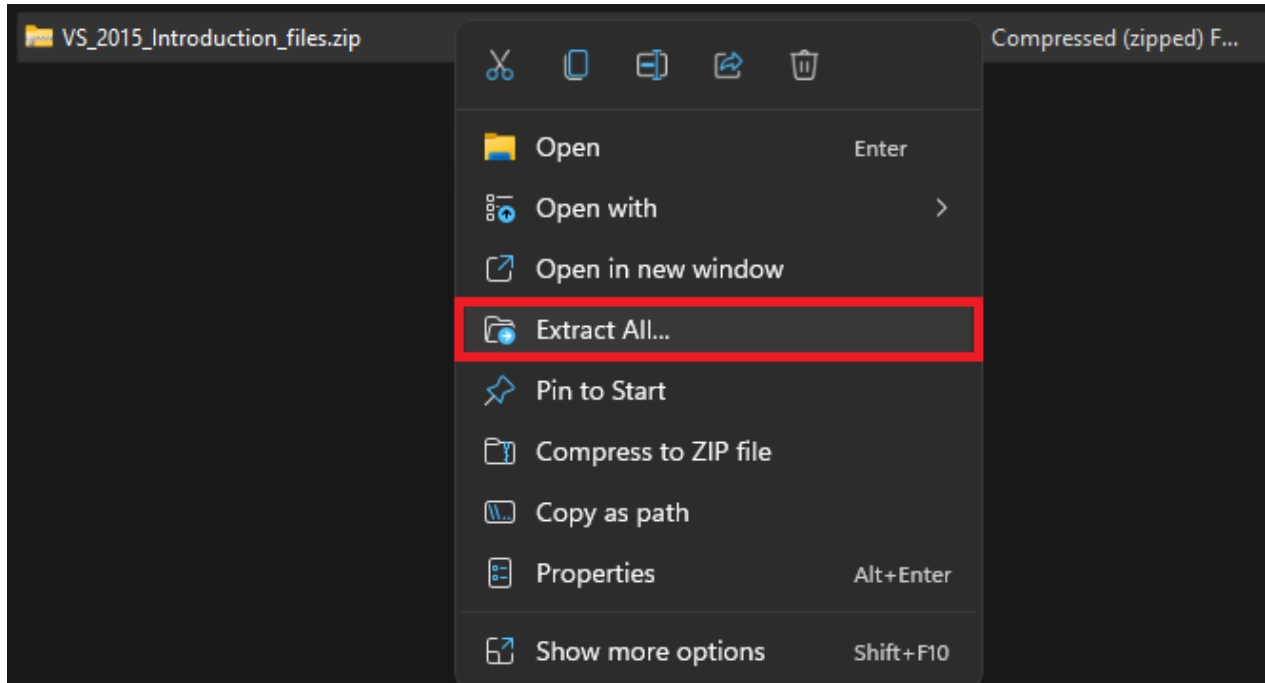 VS_2015_Introduction_files.zip
Compressed (zipped) F...
Open Enter
Open with
Open in new window
Extract All...
Pin to Start
Compress to ZIP file
Copy as path
Properties Alt+Enter
Show more options Shift+F10